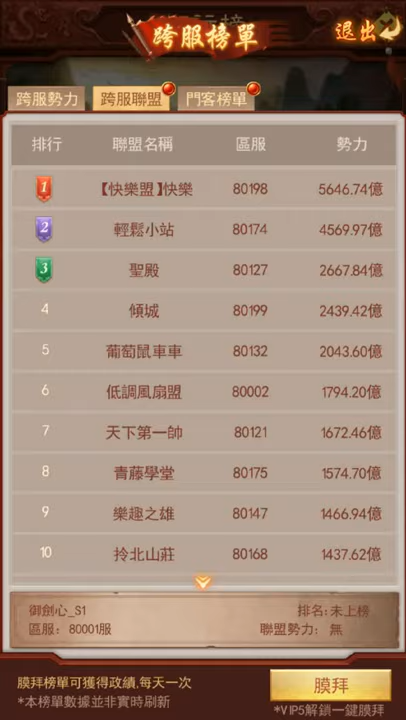 跨服榜單
退出
跨服勢力 跨服聯盟 門客榜單
排行 聯盟名稱 區服 勢力
1 【快樂盟】快樂 80198 5646.74億
2 輕鬆小站 80174 4569.97億
3 聖殿 80127 2667.84億
4 傾城 80199 2439.42億
5 葡萄鼠車車 80132 2043.60億
6 低調風扇盟 80002 1794.20億
7 天下第一帥 80121 1672.46億
8 青藤學堂 80175 1574.70億
9 樂趣之雄 80147 1466.94億
10 拎北山莊 80168 1437.62億
御劍心_S1 排名:未上榜
區服: 80001服 聯盟勢力: 無
膜拜榜單可獲得政績,每天一次
*本榜單數據並非實時刷新
膜拜
*VIP5解鎖一鍵膜拜